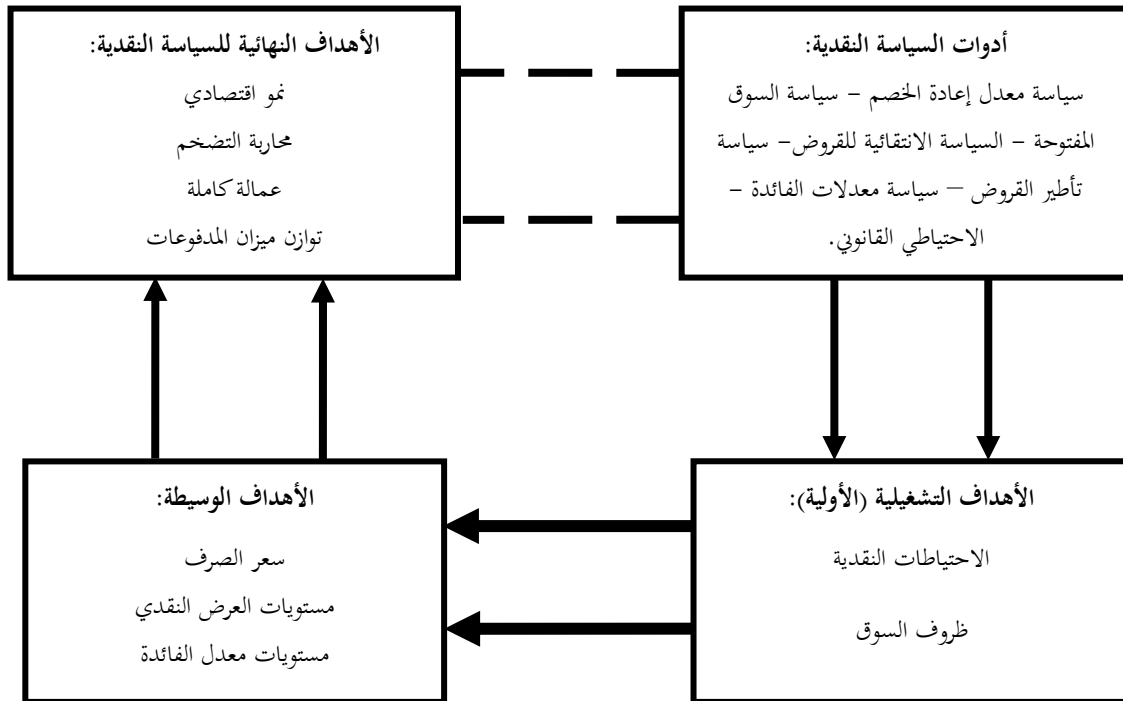 أدوات السياسة النقدية:
سياسة معدل إعادة الخصم – سياسة السوق
المفتوحة – السياسة الانتقائية للقروض– سياسة
تأطير القروض – سياسة معدلات الفائدة –
الاحتياطي القانوني.
الأهداف النهائية للسياسة النقدية:
نمو اقتصادي
محاربة التضخم
عمالة كاملة
توازن ميزان المدفوعات
الأهداف التشغيلية (الأولية):
الاحتياطات النقدية
ظروف السوق
الأهداف الوسيطة:
سعر الصرف
مستويات العرض النقدي
مستويات معدل الفائدة